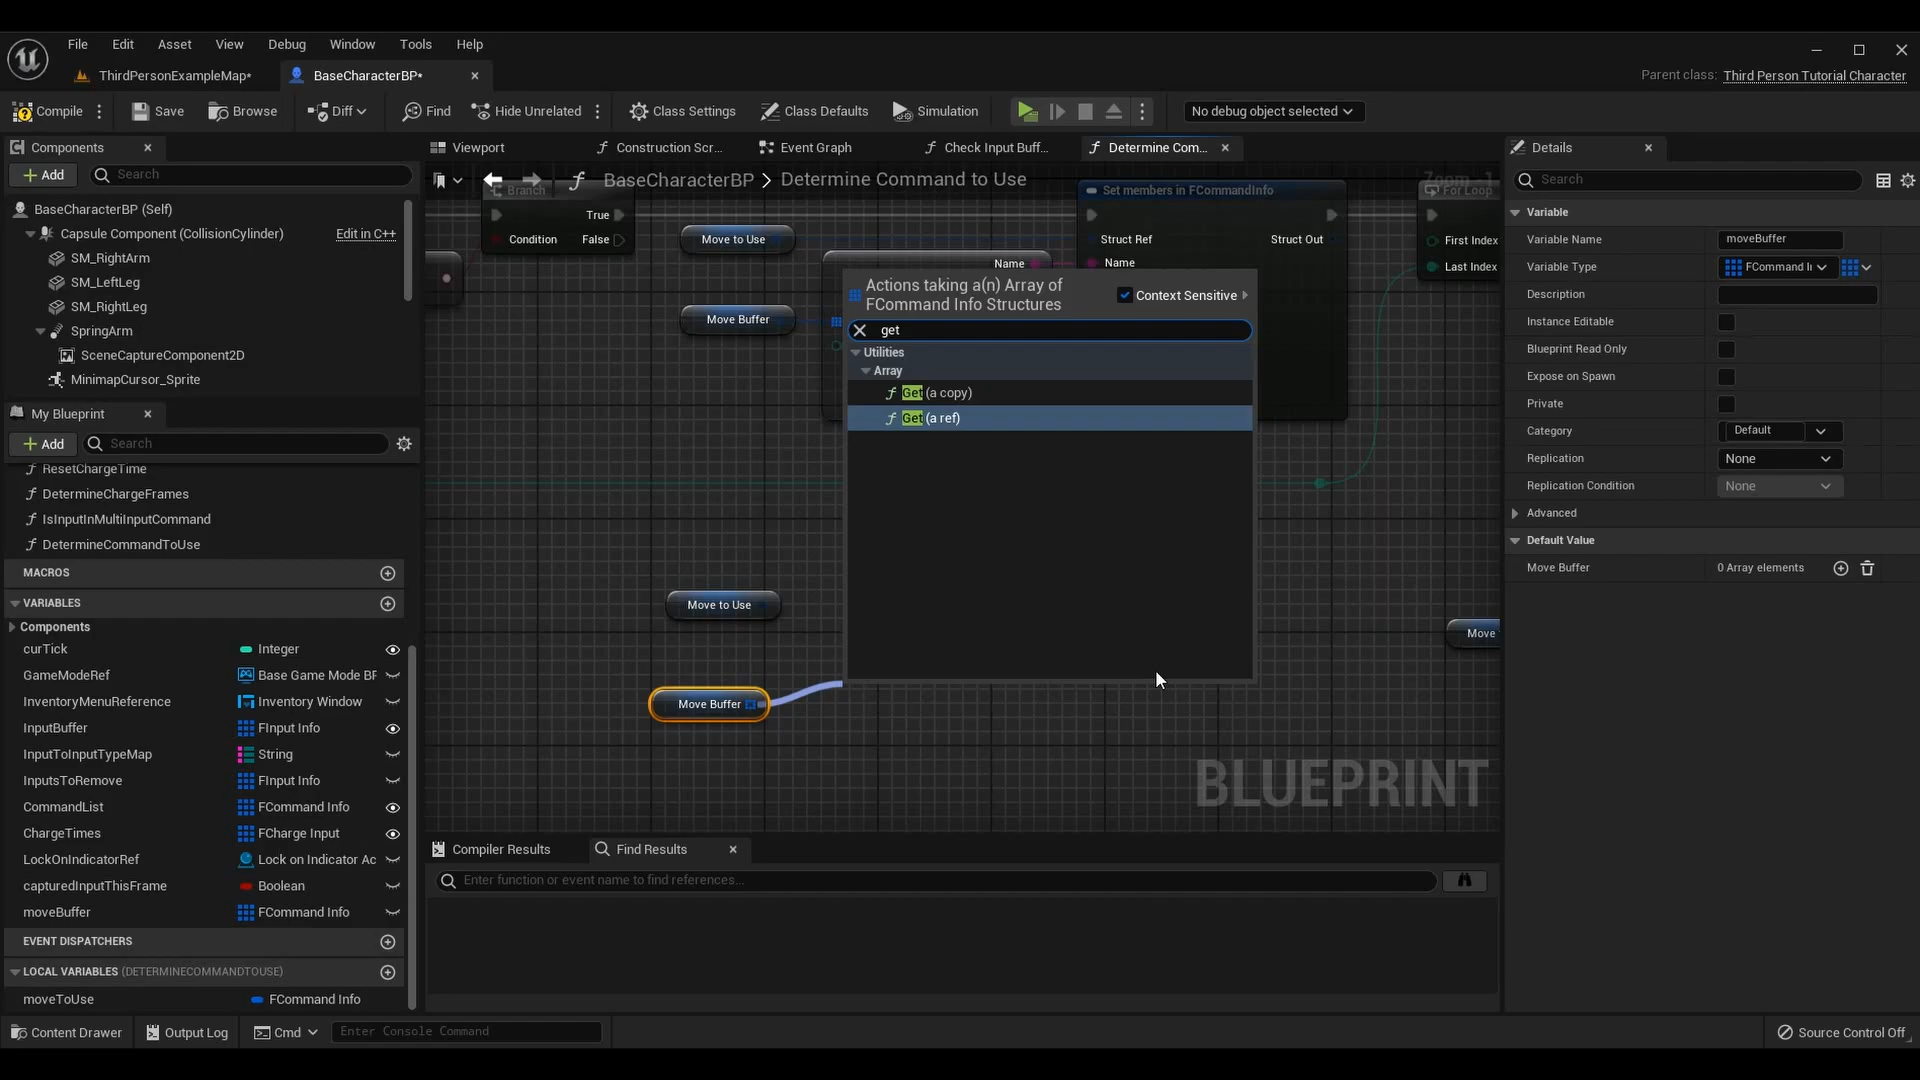 File Edit Asset View Debug Window Tools Help
ThirdPersonExampleMap* BaseCharacterBP*
Parent class: Third Person Tutorial Character
Compile Save Browse Diff Find Hide Unrelated Class Settings Class Defaults Simulation No debug object selected
Components
Add Search
BaseCharacterBP (Self)
Capsule Component (CollisionCylinder) Edit in C++
SM_RightArm
SM_LeftLeg
SM_RightLeg
SpringArm
SceneCaptureComponent2D
MinimapCursor_Sprite
My Blueprint
Add Search
ResetChargeTime
DetermineChargeFrames
IsInputInMultiInputCommand
DetermineCommandToUse
MACROS
VARIABLES
Components
curTick Integer
GameModeRef Base Game Mode BF
InventoryMenuReference Inventory Window
InputBuffer FInput Info
InputToInputTypeMap String
InputsToRemove FInput Info
CommandList FCommand Info
ChargeTimes FCharge Input
LockOnIndicatorRef Lock on Indicator Ac
capturedInputThisFrame Boolean
moveBuffer FCommand Info
EVENT DISPATCHERS
LOCAL VARIABLES (DETERMINECOMMANDTOUSE)
moveToUse FCommand Info
Viewport Construction Scr... Event Graph Check Input Buff... Determine Com...
BaseCharacterBP > Determine Command to Use
Branch
True
Condition False
Move to Use
Move Buffer
Name
Set members in FCommandInfo
Struct Ref Struct Out
Name
For Loop
First Index
Last Index
Actions taking a(n) Array of
FCommand Info Structures
Context Sensitive
get
Utilities
Array
Get (a copy)
Get (a ref)
Move to Use
Move Buffer
Move
BLUEPRINT
Compiler Results Find Results
Enter function or event name to find references...
Details
Search
Variable
Variable Name moveBuffer
Variable Type FCommand I
Description
Instance Editable
Blueprint Read Only
Expose on Spawn
Private
Category Default
Replication None
Replication Condition None
Advanced
Default Value
Move Buffer 0 Array elements
Content Drawer Output Log Cmd Enter Console Command Source Control Off